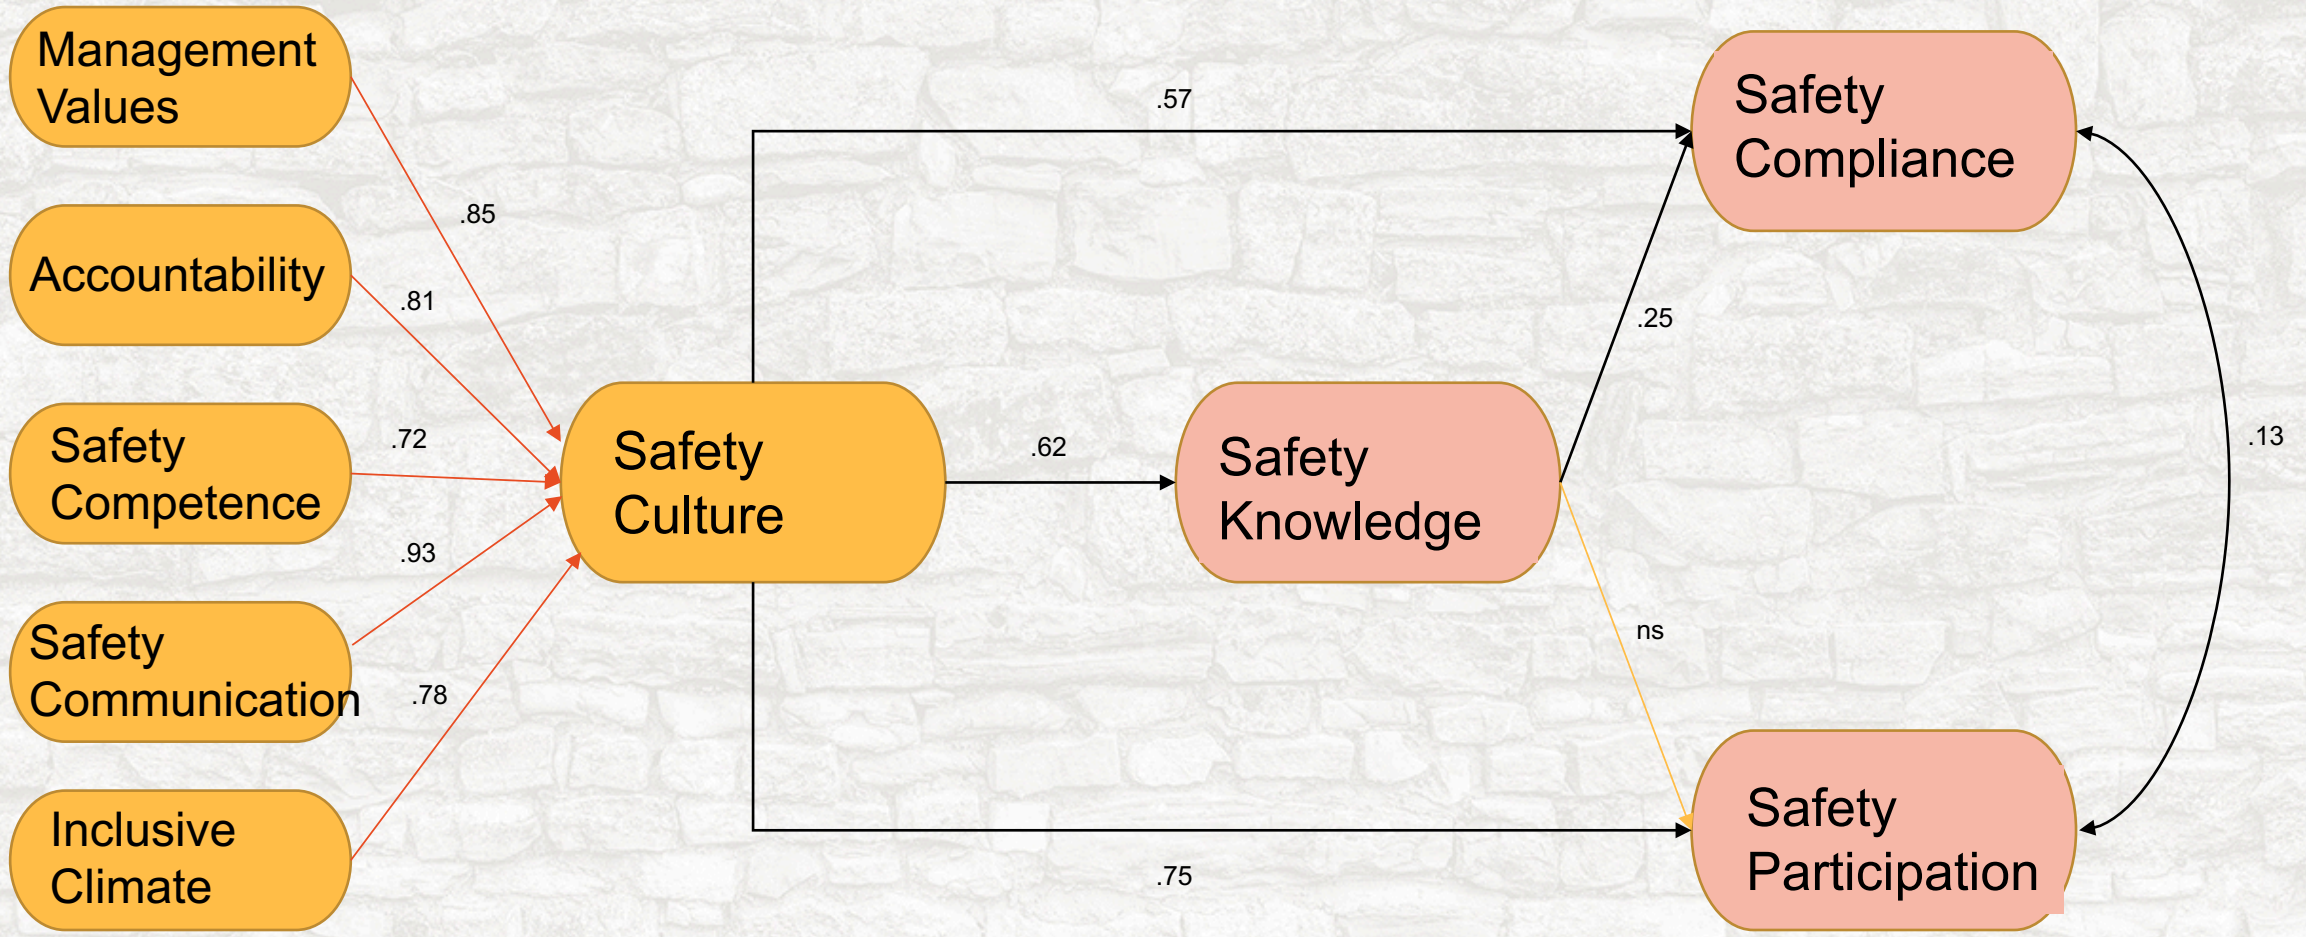 Management
Values
Accountability
Safety
Competence
Safety
Communication
Inclusive
Climate
.85
.81
.72
.93
.78
Safety
Culture
.57
.62
.75
Safety
Knowledge
.25
ns
Safety
Compliance
Safety
Participation
.13